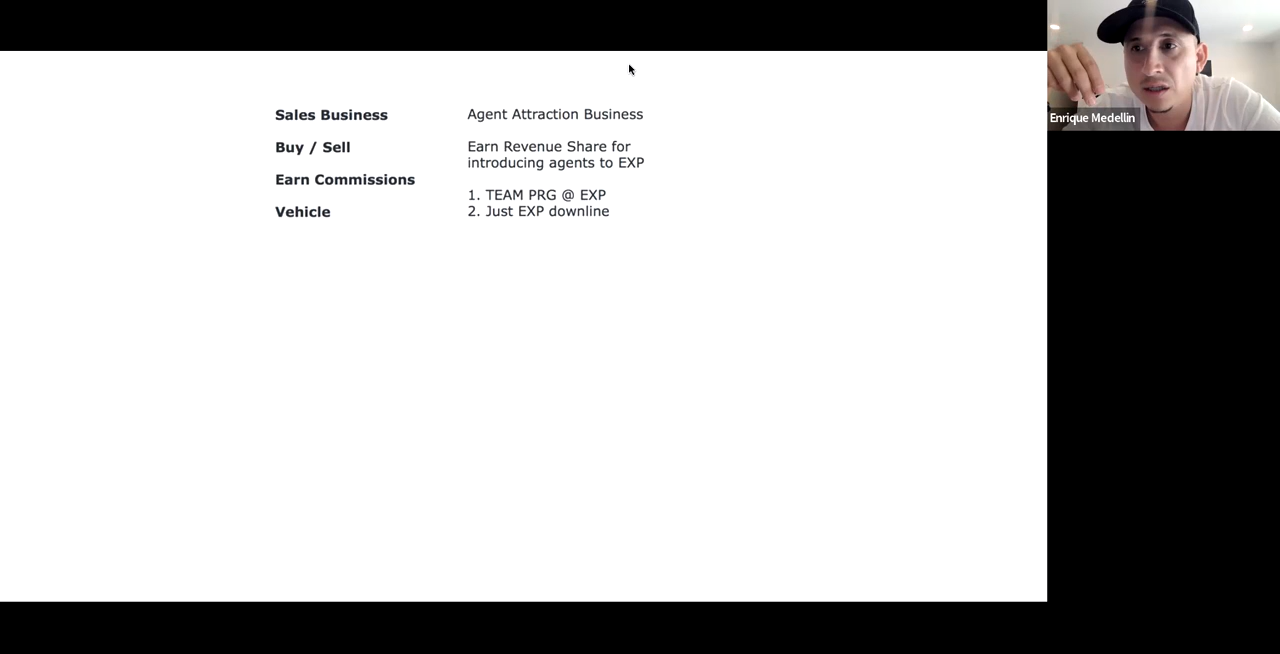 Sales Business
Buy / Sell
Earn Commissions
Vehicle
Agent Attraction Business
Earn Revenue Share for
introducing agents to EXP
1. TEAM PRG @ EXP
2. Just EXP downline
Enrique Medellin